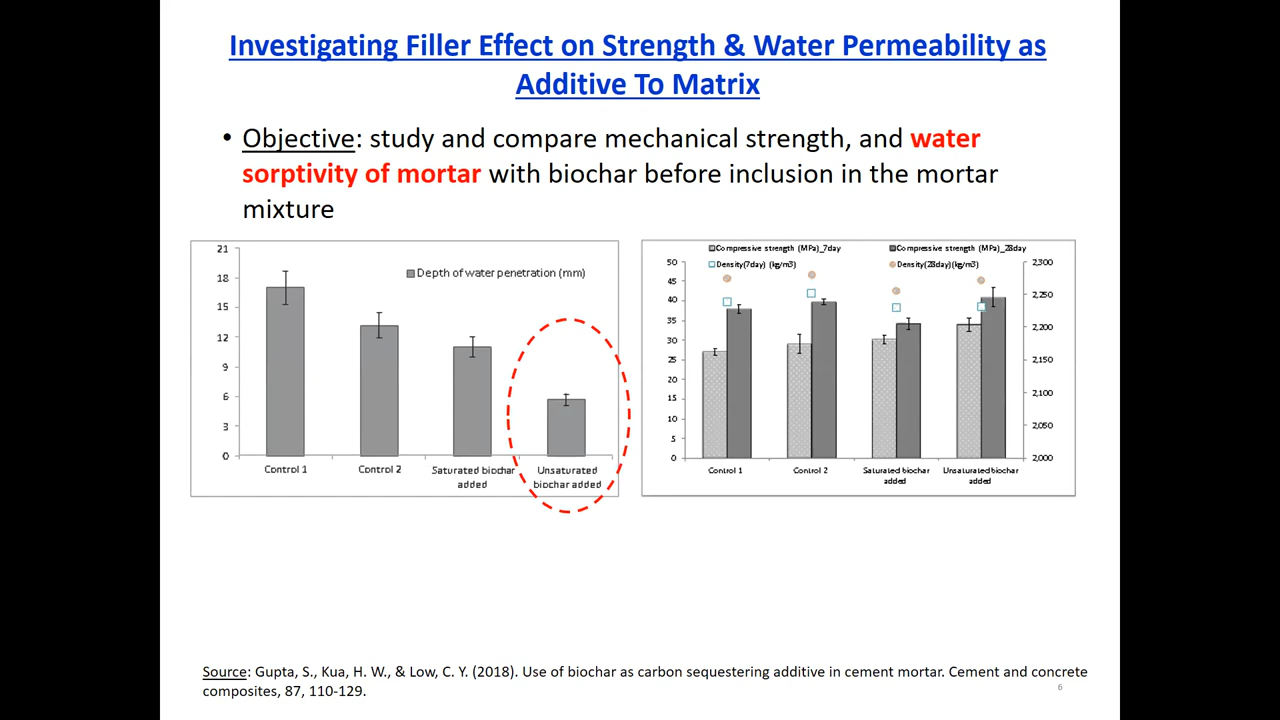 Investigating Filler Effect on Strength & Water Permeability as
Additive To Matrix
• Objective: study and compare mechanical strength, and water
sorptivity of mortar with biochar before inclusion in the mortar
mixture
21
18
15
12
9
6
3
0
Depth of water penetration (mm)
Control 1
Control 2
Saturated biochar
added
Unsaturated
biochar added
Compressive strength (MPa)_7day
Compressive strength (MPa)_28day
Density(7day) (kg/m3)
Density(28day)(kg/m3)
50
45
40
35
30
25
20
15
10
5
0
2,300
2,250
2,200
2,150
2,100
2,050
2,000
Control 1
Control 2
Saturated biochar
added
Unsaturated biochar
added
Source: Gupta, S., Kua, H. W., & Low, C. Y. (2018). Use of biochar as carbon sequestering additive in cement mortar. Cement and concrete
composites, 87, 110-129.
6